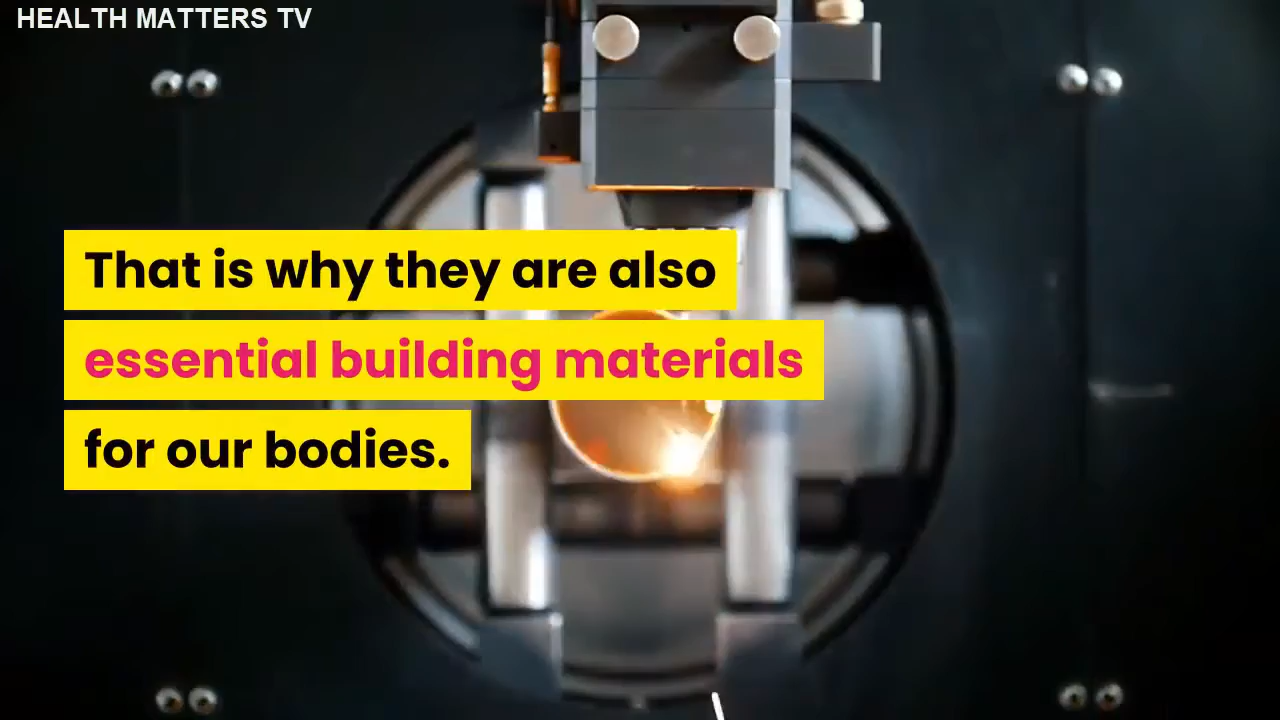 HEALTH MATTERS TV
That is why they are also
essential building materials
for our bodies.